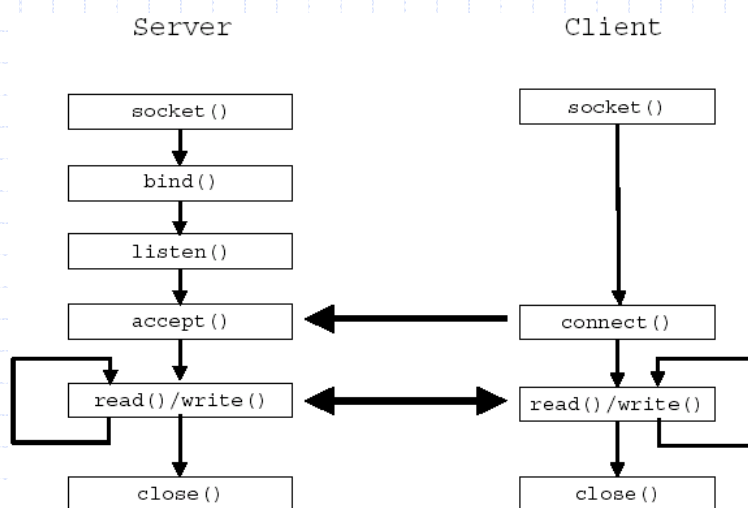 Server
Client
socket()
socket()
bind()
listen()
accept()
connect()
read()/write()
read()/write()
close()
close()